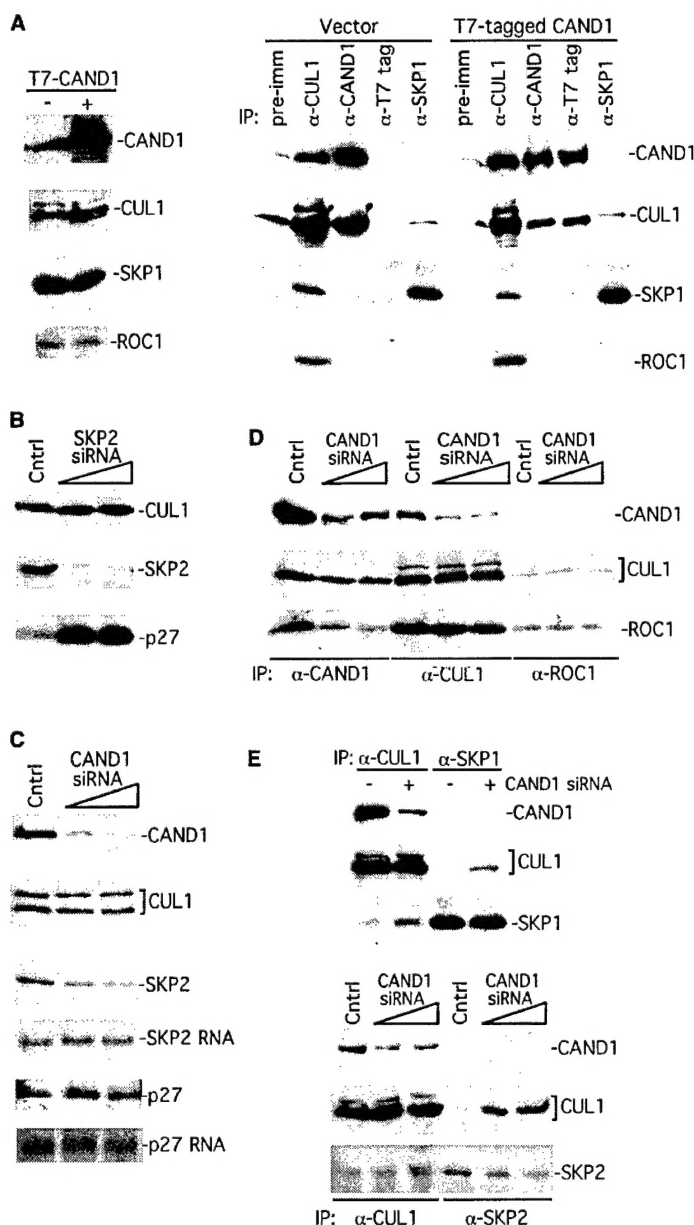 A
T7-CAND1
- +
-CAND1
-CUL1
-SKP1
-ROC1
Vector T7-tagged CAND1
IP: pre-imm α-CUL1 α-CAND1 α-T7 tag α-SKP1 pre-imm α-CUL1 α-CAND1 α-T7 tag α-SKP1
-CAND1
-CUL1
-SKP1
-ROC1
B
Cntrl SKP2 siRNA
-CUL1
-SKP2
-p27
D
Cntrl CAND1 siRNA Cntrl CAND1 siRNA Cntrl CAND1 siRNA
-CAND1
]CUL1
-ROC1
IP: α-CAND1 α-CUL1 α-ROC1
C
Cntrl CAND1 siRNA
-CAND1
]CUL1
-SKP2
-SKP2 RNA
-p27
-p27 RNA
E
IP: α-CUL1 α-SKP1
- + - + CAND1 siRNA
-CAND1
]CUL1
-SKP1
Cntrl CAND1 siRNA Cntrl CAND1 siRNA
-CAND1
]CUL1
-SKP2
IP: α-CUL1 α-SKP2